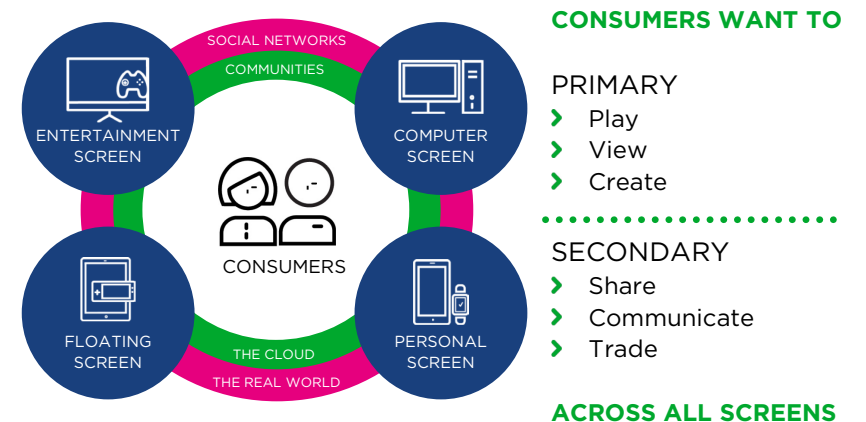 SOCIAL NETWORKS
COMMUNITIES
ENTERTAINMENT
SCREEN
COMPUTER
SCREEN
CONSUMERS
FLOATING
SCREEN
PERSONAL
SCREEN
THE CLOUD
THE REAL WORLD
CONSUMERS WANT TO
PRIMARY
Play
View
Create
SECONDARY
Share
Communicate
Trade
ACROSS ALL SCREENS